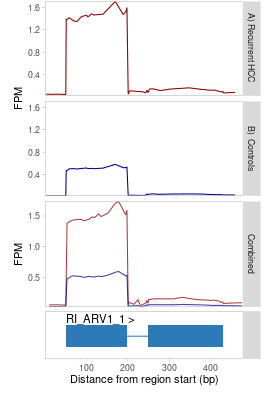 1.6
1.2
0.8
0.4
FPM
A) Recurrent HCC
1.6
1.2
0.8
0.4
B) Controls
1.5
1.0
0.5
FPM
Combined
RI_ARV1_1 >
100 200 300 400
Distance from region start (bp)